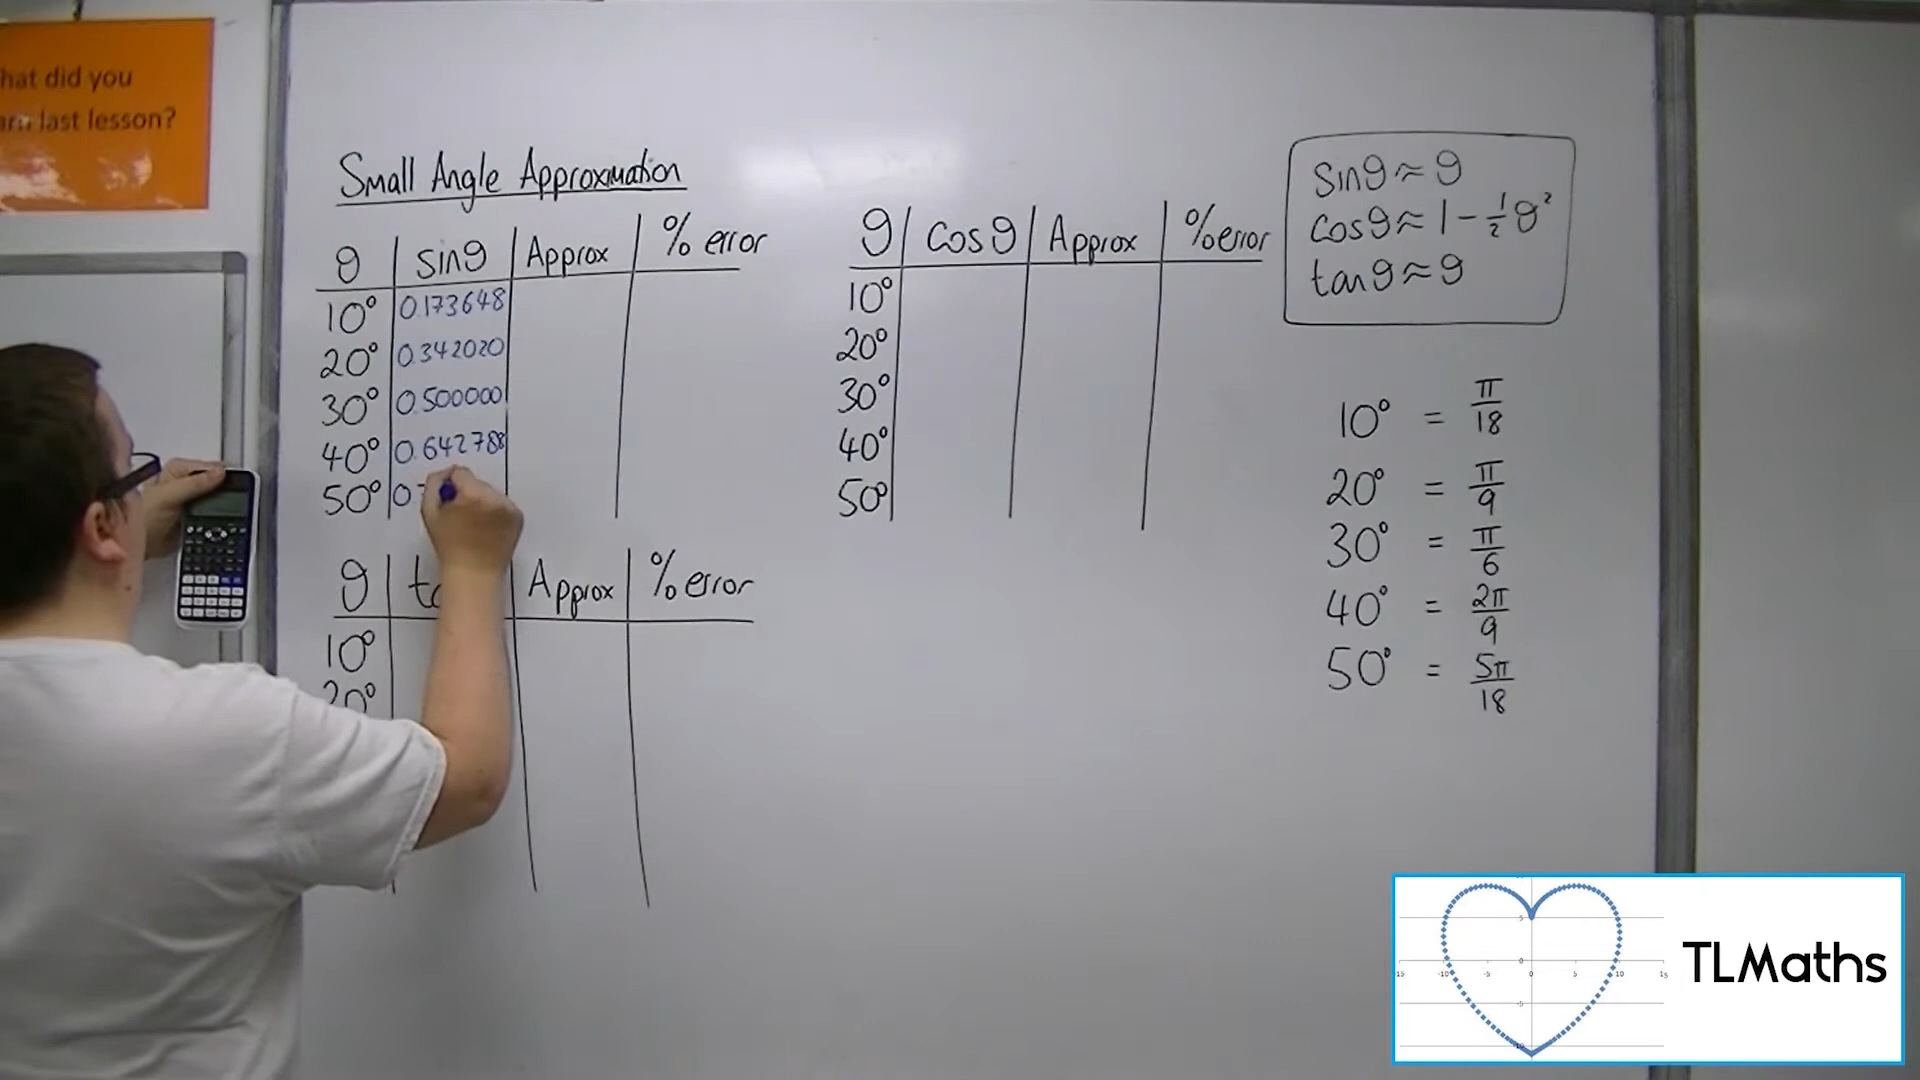 hat did you
last lesson?
Small Angle Approximation
θ sinθ Approx % error
10° 0.173648
20° 0.342020
30° 0.500000
40° 0.642788
50°
θ Approx % error
10°
20°
θ Cosθ Approx % error
10°
20°
30°
40°
50°
Sinθ ≈ θ
Cosθ ≈ 1 - ½θ²
tanθ ≈ θ
10° = π/18
20° = π/9
30° = π/6
40° = 2π/9
50° = 5π/18
TLMaths